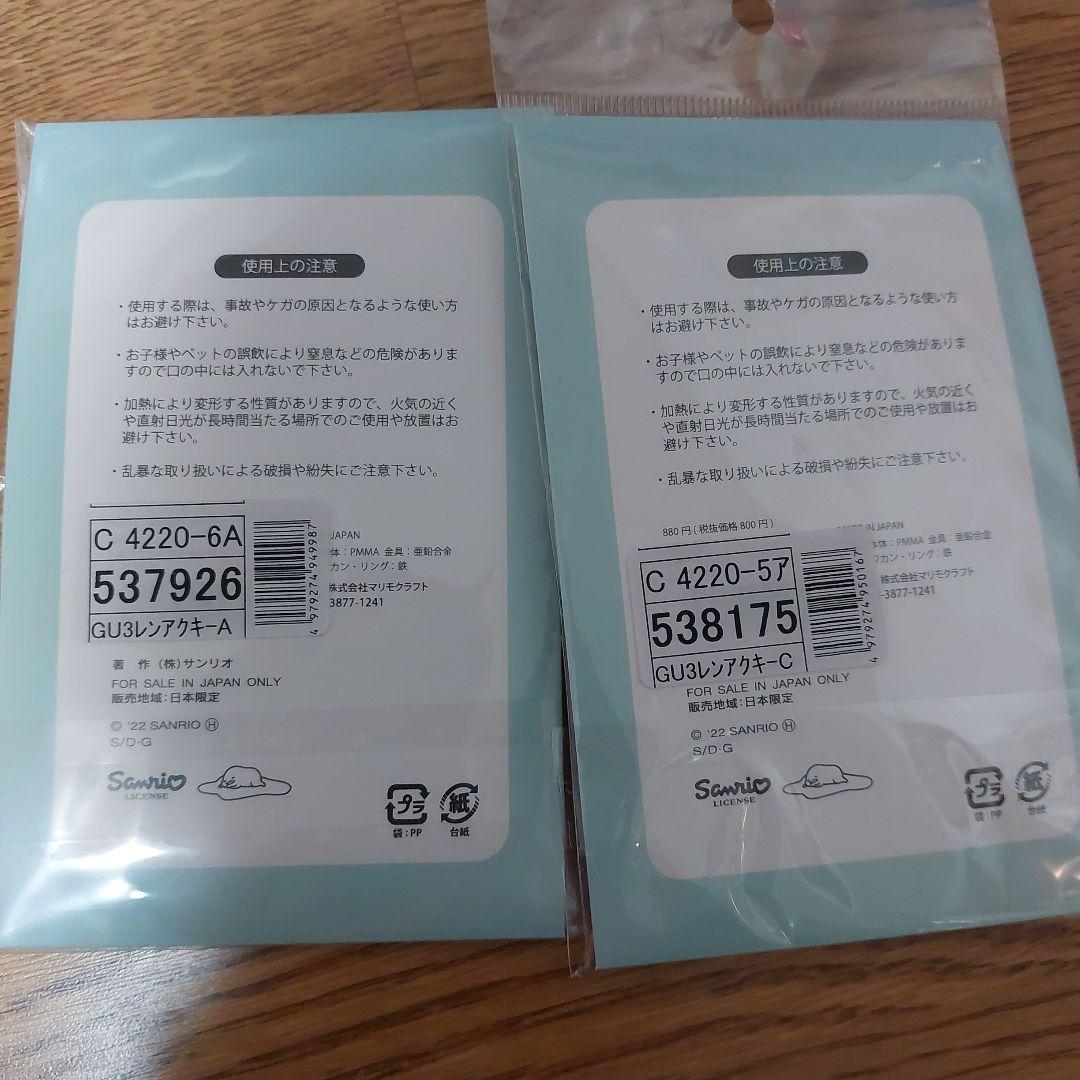 使用上の注意
・使用する際は、事故やケガの原因となるような使い方
はお避け下さい。
・お子様やペットの誤飲により窒息などの危険がありま
すので口の中には入れないで下さい。
・加熱により変形する性質がありますので、火気の近く
や直射日光が長時間当たる場所でのご使用や放置はお
避け下さい。
・乱暴な取り扱いによる破損や紛失にご注意下さい。
C 4220-6A
537926
GU3レンアクキーA
4 979274 949987
JAPAN
体：PMMA 金具：亜鉛合金
カン・リング：鉄
株式会社マリモクラフト
3877-1241
著 作 (株)サンリオ
FOR SALE IN JAPAN ONLY
販売地域：日本限定
© '22 SANRIO Ⓗ
S/D·G
Sanrio
LICENSE
プラ
袋：PP
紙
台紙
使用上の注意
・使用する際は、事故やケガの原因となるような使い方
はお避け下さい。
・お子様やペットの誤飲により窒息などの危険がありま
すので口の中には入れないで下さい。
・加熱により変形する性質がありますので、火気の近く
や直射日光が長時間当たる場所でのご使用や放置はお
避け下さい。
・乱暴な取り扱いによる破損や紛失にご注意下さい。
880円(税抜価格800円)
C 4220-5ア
538175
GU3レンアクキーC
4 979274 950167
IN JAPAN
本体：PMMA 金具：亜鉛合金
カン・リング：鉄
株式会社マリモクラフト
-3877-1241
FOR SALE IN JAPAN ONLY
販売地域：日本限定
© '22 SANRIO Ⓗ
S/D·G
Sanrio
LICENSE
プラ
袋：PP
紙
台紙